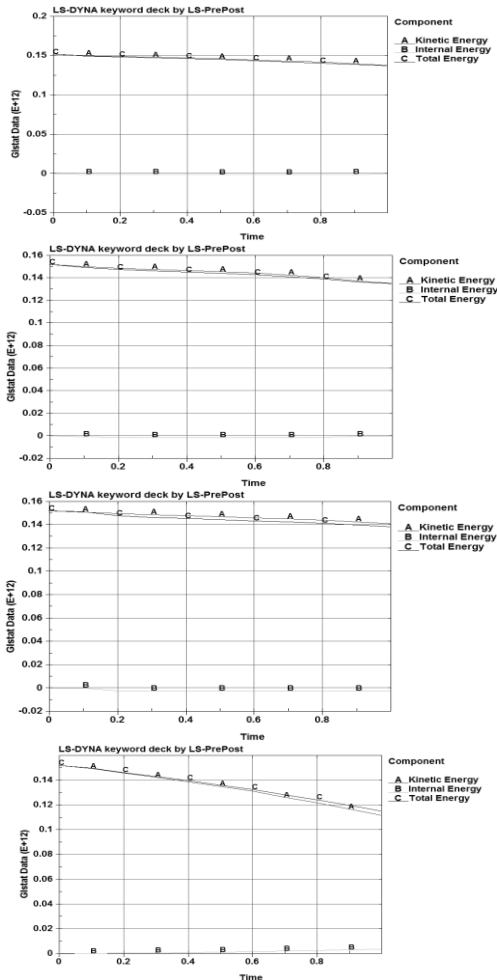 LS-DYNA keyword deck by LS-PrePost
Component
A Kinetic Energy
B Internal Energy
C Total Energy
Glstat Data (E+12)
0.2
0.15
0.1
0.05
0
-0.05
C A C A C A C A C A
B B B B B
0 0.2 0.4 0.6 0.8
Time
LS-DYNA keyword deck by LS-PrePost
Component
A Kinetic Energy
B Internal Energy
C Total Energy
Glstat Data (E+12)
0.16
0.14
0.12
0.1
0.08
0.06
0.04
0.02
0
-0.02
C A C A C A C A C A
B B B B B
0 0.2 0.4 0.6 0.8
Time
LS-DYNA keyword deck by LS-PrePost
Component
A Kinetic Energy
B Internal Energy
C Total Energy
Glstat Data (E+12)
0.16
0.14
0.12
0.1
0.08
0.06
0.04
0.02
0
-0.02
C A C A C A C A C A
B B B B B
0 0.2 0.4 0.6 0.8
Time
LS-DYNA keyword deck by LS-PrePost
Component
A Kinetic Energy
B Internal Energy
C Total Energy
Glstat Data (E+12)
0.14
0.12
0.1
0.08
0.06
0.04
0.02
0
C A C A C A C A C A
B B B B B
0 0.2 0.4 0.6 0.8
Time